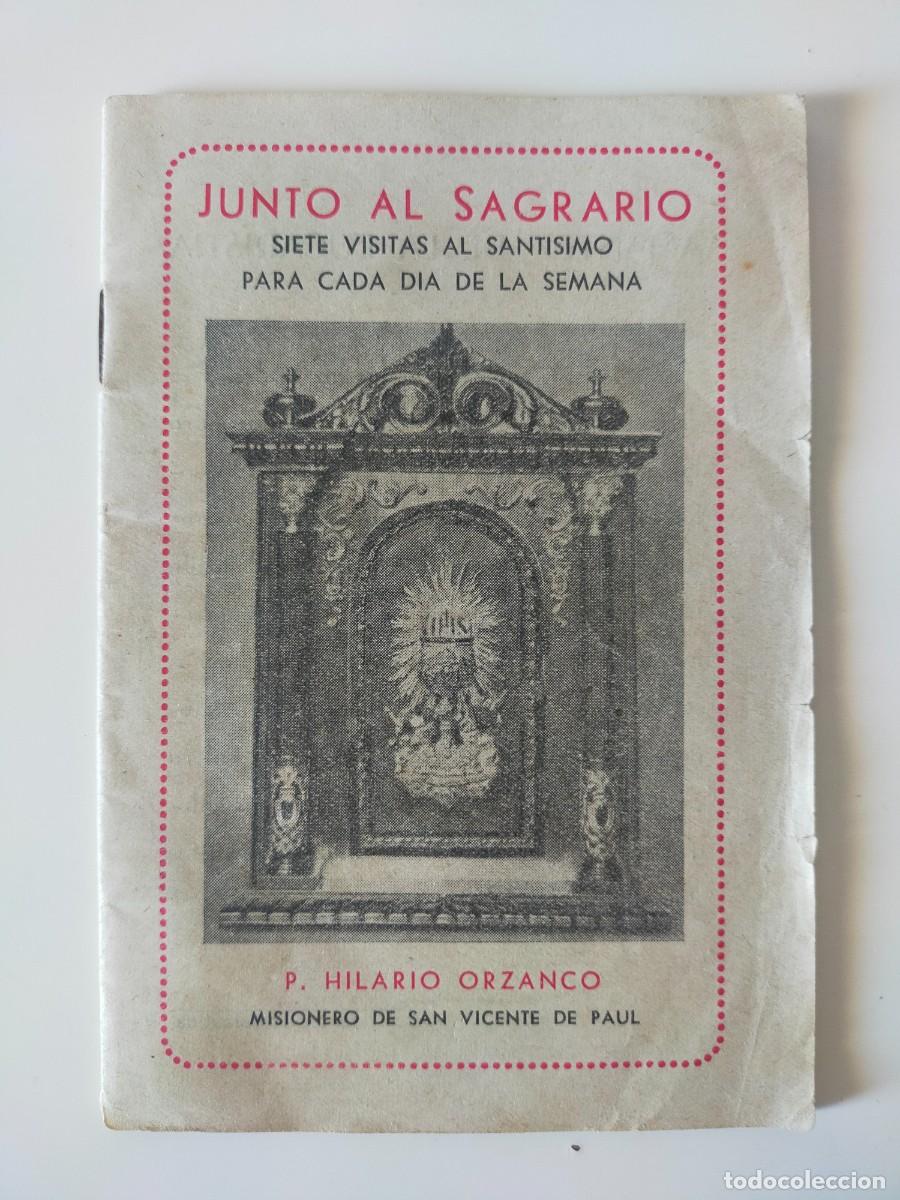 JUNTO AL SAGRARIO
SIETE VISITAS AL SANTISIMO
PARA CADA DIA DE LA SEMANA
IHS
P. HILARIO ORZANCO
MISIONERO DE SAN VICENTE DE PAUL
todocoleccion